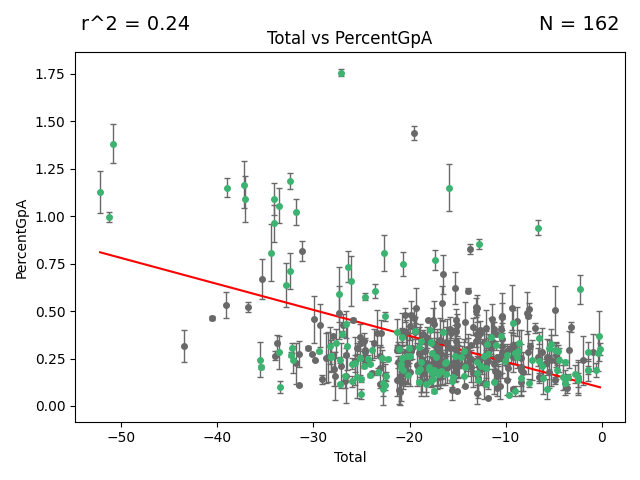 r^2 = 0.24
N = 162
Total vs PercentGpA
PercentGpA
1.75
1.50
1.25
1.00
0.75
0.50
0.25
0.00
−50
−40
−30
−20
−10
0
Total